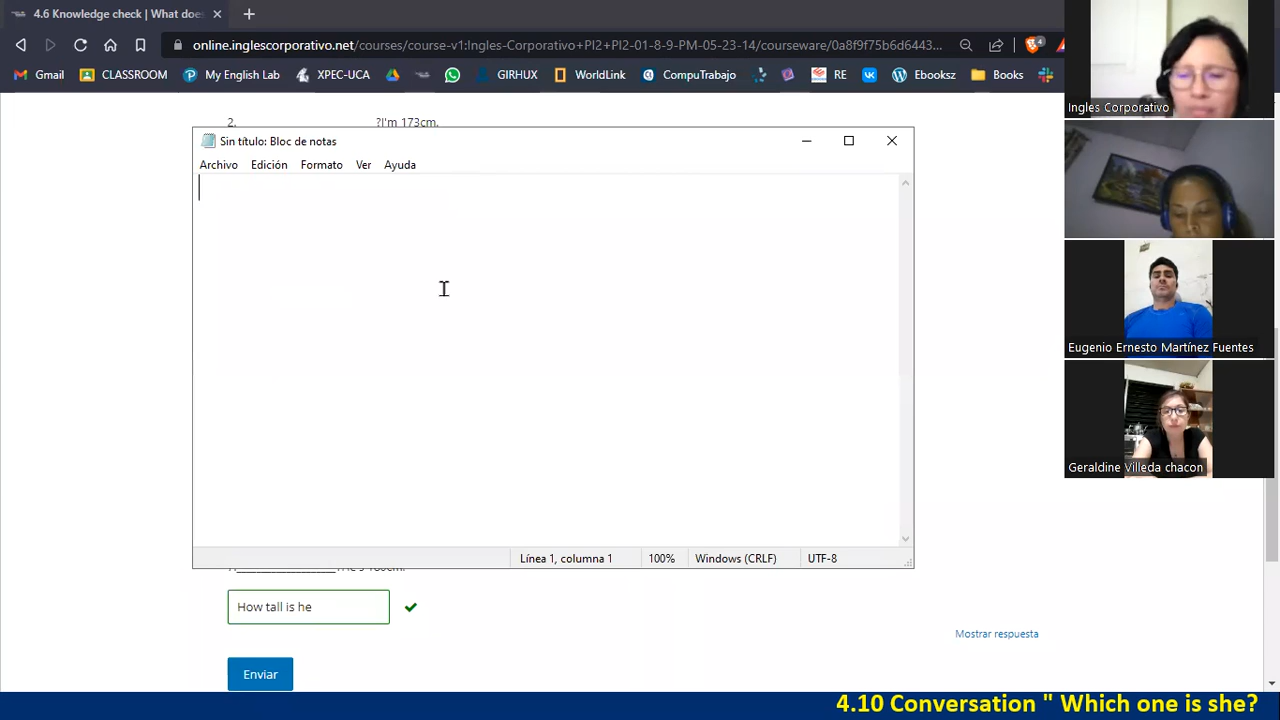 4.6 Knowledge check | What doe
online.inglescorporativo.net/courses/course-v1:Ingles-Corporativo+PI2+PI2-01-8-9-PM-05-23-14/courseware/0a8f9f75b6d6443...
4
Gmail CLASSROOM My English Lab XPEC-UCA GIRHUX WorldLink CompuTrabajo RE Ebooksz Books
2. ?I'm 173cm.
Sin título: Bloc de notas
Archivo Edición Formato Ver Ayuda
Línea 1, columna 1 100% Windows (CRLF) UTF-8
How tall is he
Mostrar respuesta
Enviar
Ingles Corporativo
Eugenio Ernesto Martínez Fuentes
Geraldine Villeda chacon
4.10 Conversation " Which one is she?